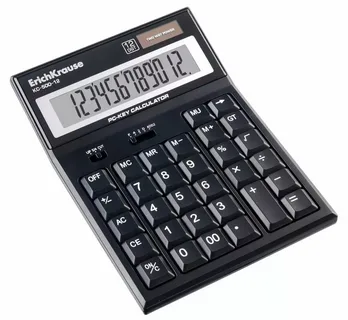 12
TWO WAY POWER
ErichKrause
KC-500-12
123456789012.
PC-KEY CALCULATOR
MU →
M+ GT
OFF MC MR M– % √
+/- 7 8 9 × ÷
AC 4 5 6 + –
CE 1 2 3
ON/C 0 00 • =